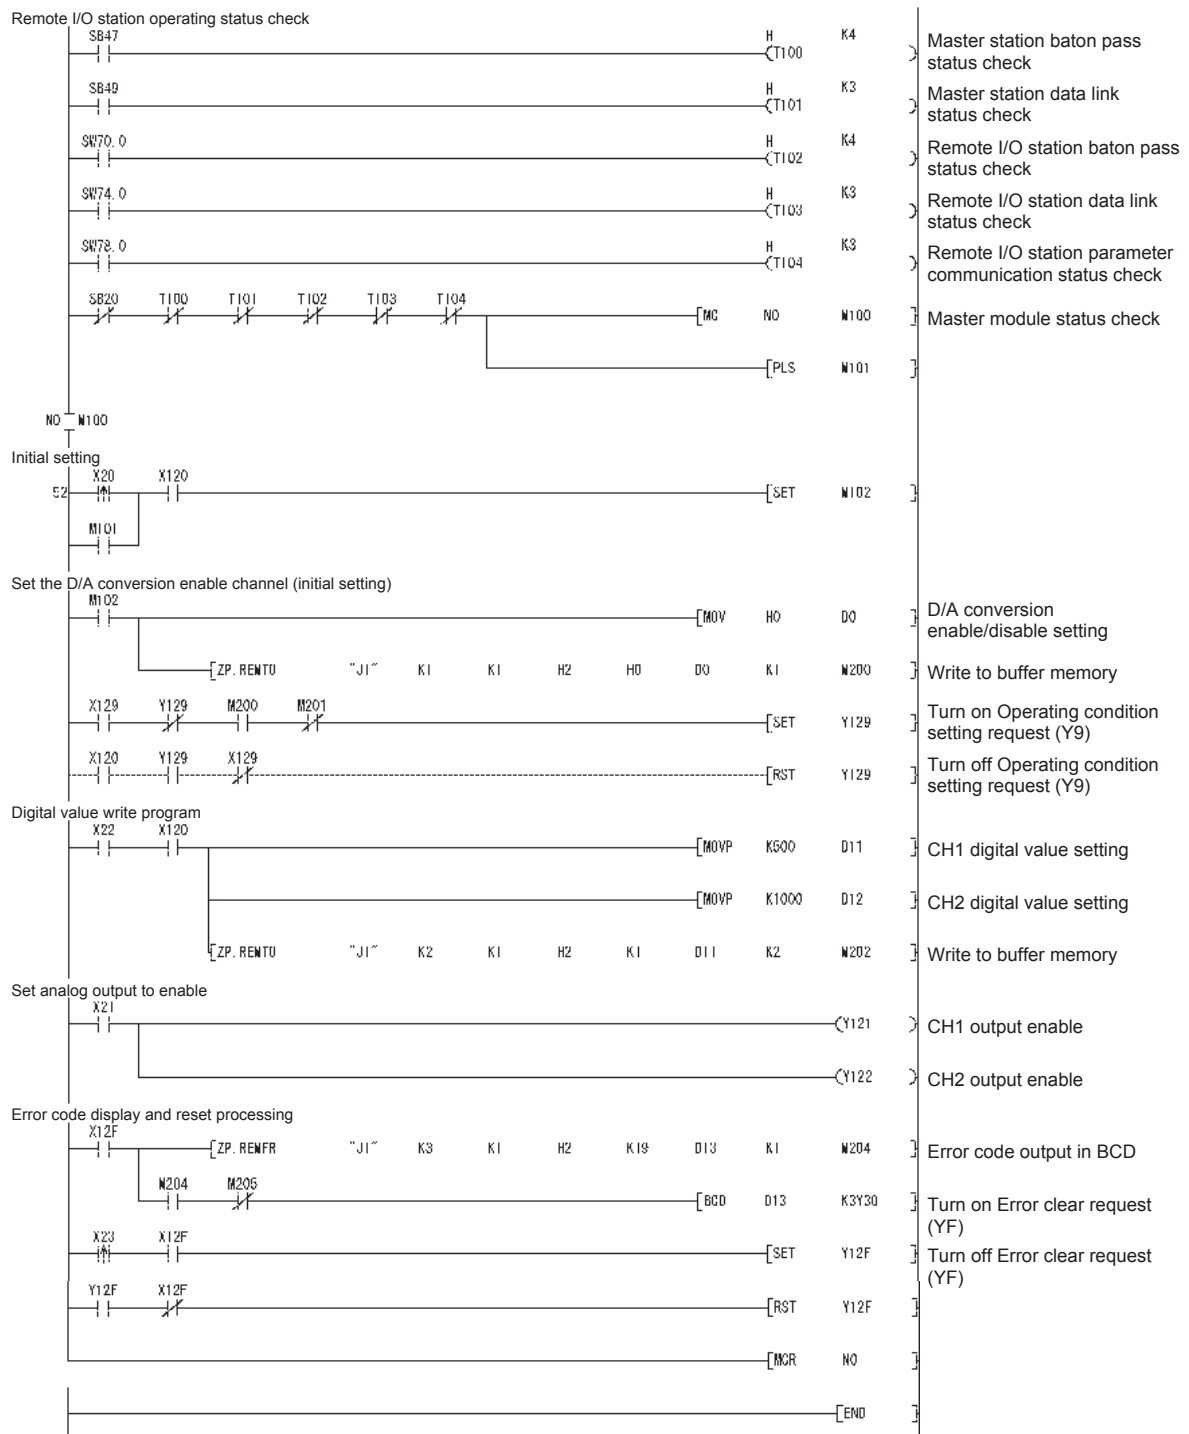 Remote I/O station operating status check
SB47 H K4
T100 Master station baton pass
status check
SB49 H K3
T101 Master station data link
status check
SW70.0 H K4
T102 Remote I/O station baton pass
status check
SW74.0 H K3
T103 Remote I/O station data link
status check
SW78.0 H K3
T104 Remote I/O station parameter
communication status check
SB20 T100 T101 T102 T103 T104
MC N0 M100 Master module status check
PLS M101
N0 M100
Initial setting
X20 X120
52 SET M102
M101
Set the D/A conversion enable channel (initial setting)
M102
MOV H0 D0 D/A conversion
enable/disable setting
ZP.REMTO "J1" K1 K1 H2 H0 D0 K1 M200 Write to buffer memory
X129 Y129 M200 M201
SET Y129 Turn on Operating condition
setting request (Y9)
X120 Y129 X129
RST Y129 Turn off Operating condition
setting request (Y9)
Digital value write program
X22 X120
MOVP K500 D11 CH1 digital value setting
MOVP K1000 D12 CH2 digital value setting
ZP.REMTO "J1" K2 K1 H2 K1 D11 K2 M202 Write to buffer memory
Set analog output to enable
X21
Y121 CH1 output enable
Y122 CH2 output enable
Error code display and reset processing
X12F
ZP.REMFR "J1" K3 K1 H2 K19 D13 K1 M204 Error code output in BCD
M204 M205
BCD D13 K3Y30 Turn on Error clear request
(YF)
X23 X12F
SET Y12F Turn off Error clear request
(YF)
Y12F X12F
RST Y12F
MCR N0
END